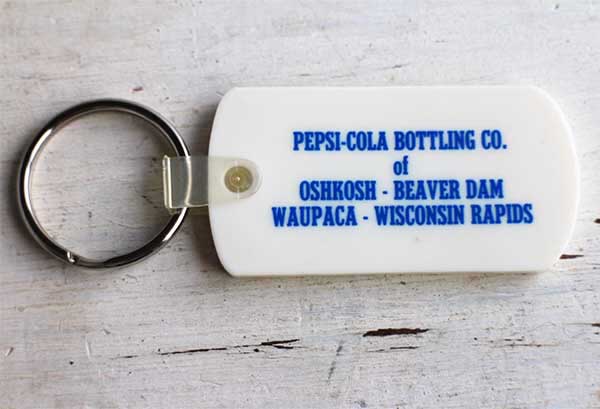 PEPSI-COLA BOTTLING CO.
of
OSHKOSH - BEAVER DAM
WAUPACA - WISCONSIN RAPIDS